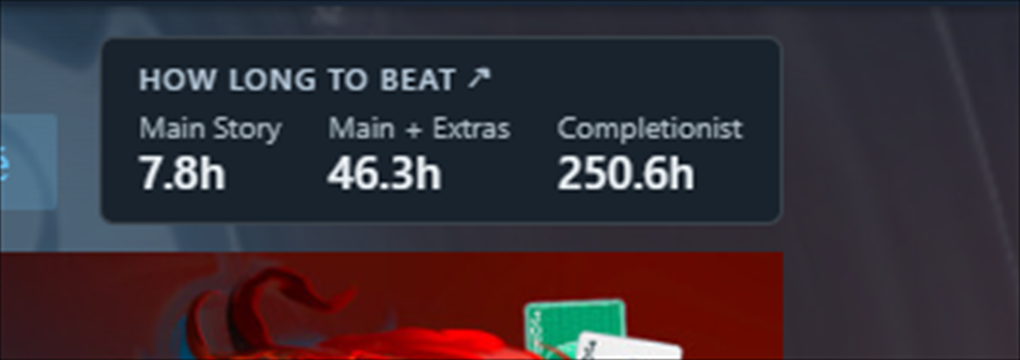 HOW LONG TO BEAT ↗
Main Story Main + Extras Completionist
7.8h 46.3h 250.6h